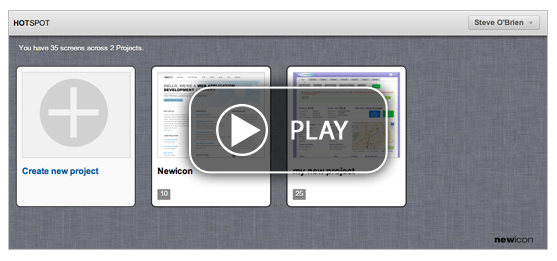 HOTSPOT
Steve O'Brien
You have 35 screens across 2 Projects.
HELLO, WE'RE A WEB APPLICATION
DEVELOPMENT
PLAY
Create new project
Newicon
my new project
10
25
newicon